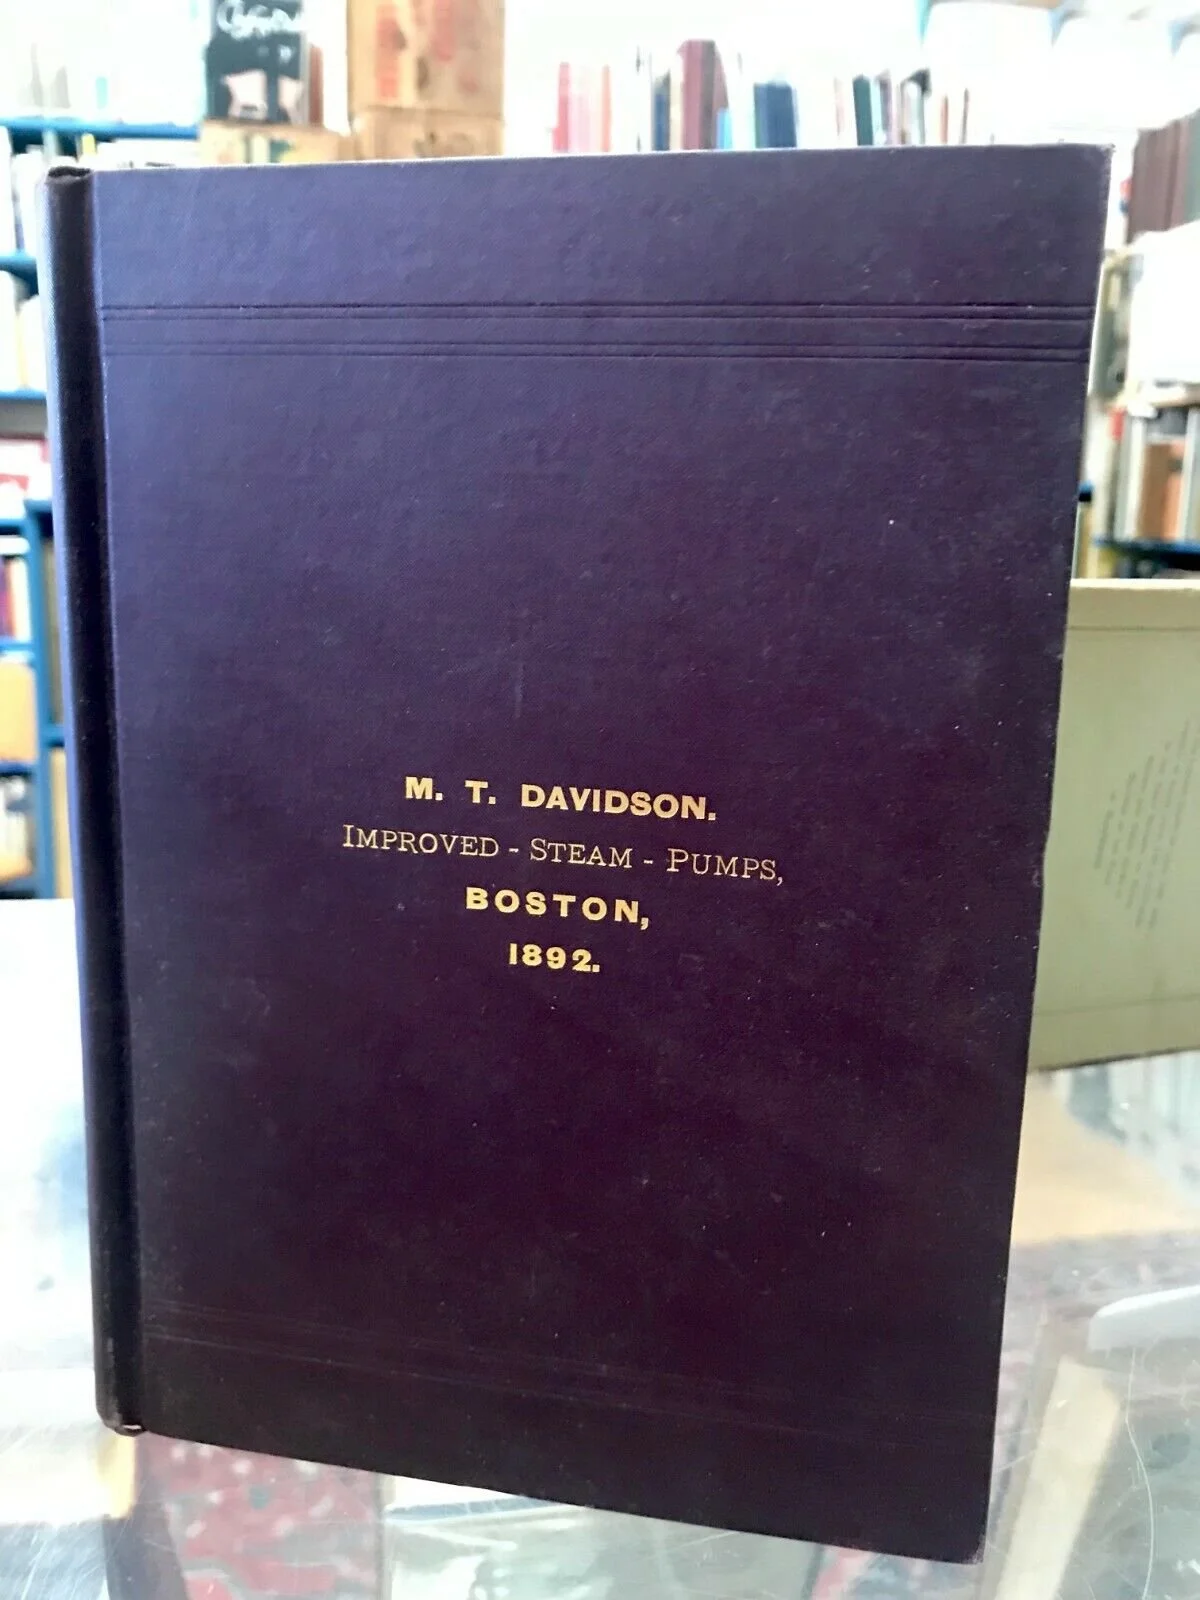 M. T. DAVIDSON.
IMPROVED - STEAM - PUMPS,
BOSTON,
1892.